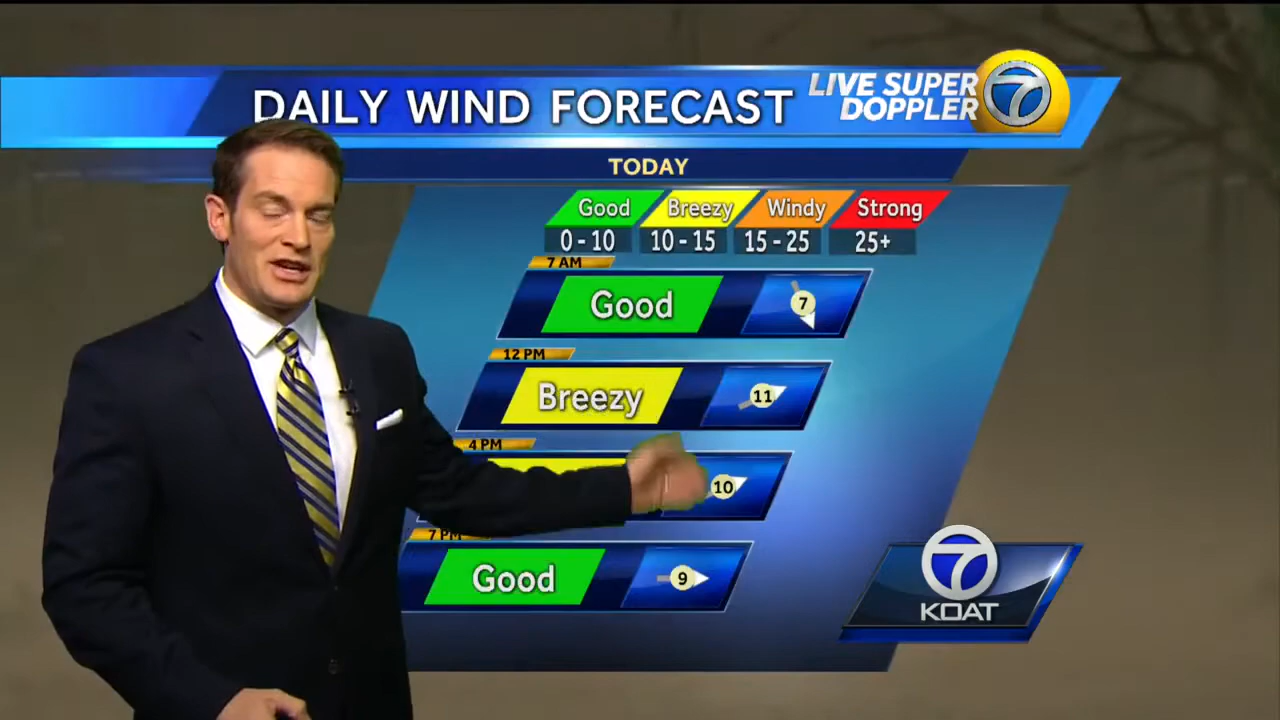 DAILY WIND FORECAST
LIVE SUPER
DOPPLER 7
TODAY
Good Breezy Windy Strong
0 - 10 10 - 15 15 - 25 25+
7 AM
Good 7
12 PM
Breezy 11
4 PM
10
7 PM
Good 9
7
KOAT